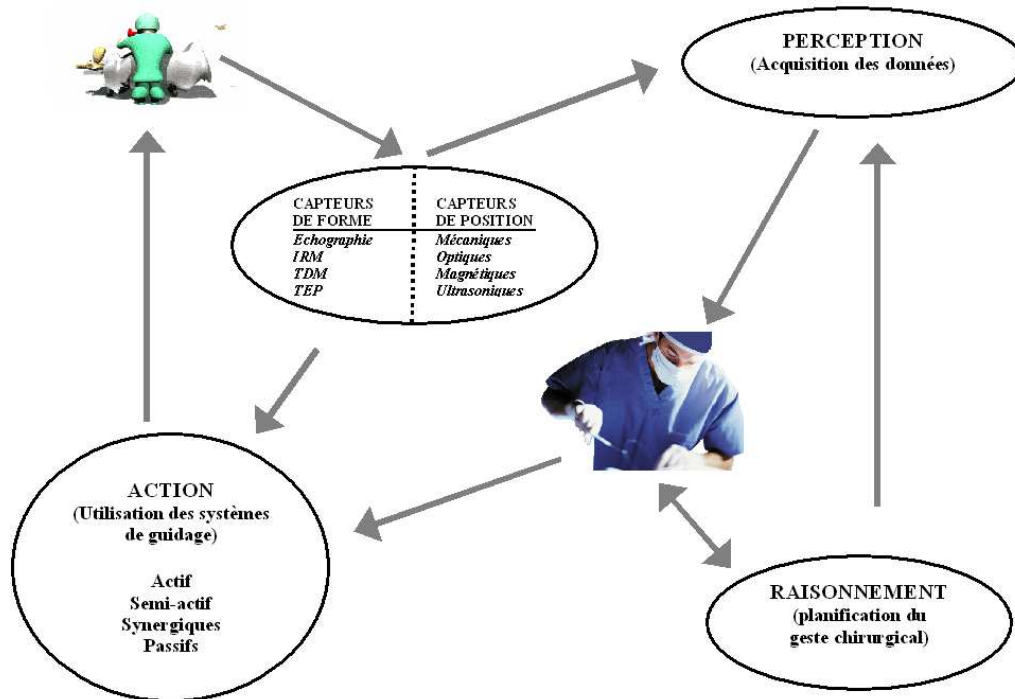 PERCEPTION
(Acquisition des données)
CAPTEURS
DE FORME
Echographie
IRM
TDM
TEP
CAPTEURS
DE POSITION
Mécaniques
Optiques
Magnétiques
Ultrasoniques
ACTION
(Utilisation des systèmes
de guidage)
Actif
Semi-actif
Synergiques
Passifs
RAISONNEMENT
(planification du
geste chirurgical)